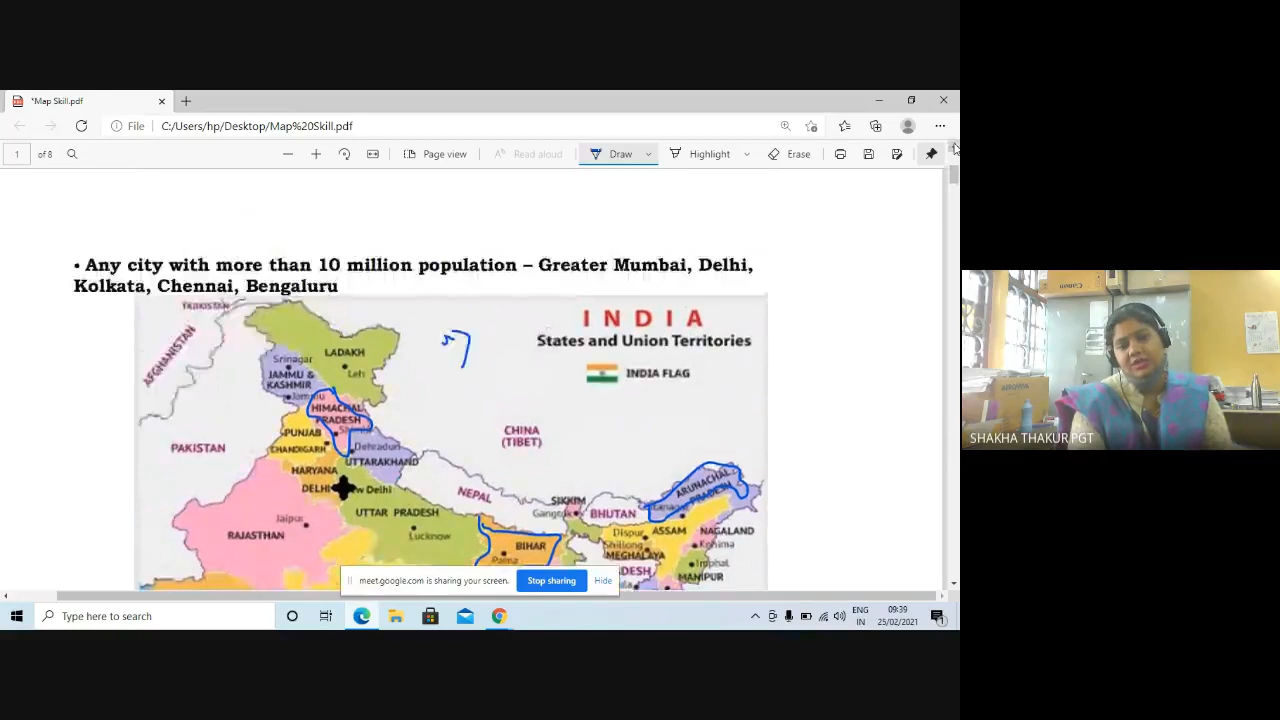 *Map Skill.pdf
File
C:/Users/hp/Desktop/Map%20Skill.pdf
1 of 8
Page view
Read aloud
Draw
Highlight
Erase
• Any city with more than 10 million population – Greater Mumbai, Delhi,
Kolkata, Chennai, Bengaluru
TAJIKISTAN
INDIA
States and Union Territories
INDIA FLAG
AFGHANISTAN
LADAKH
Srinagar
Leh
JAMMU &
KASHMIR
Jammu
HIMACHAL
PRADESH
PUNJAB
CHANDIGARH
Dehradun
UTTARAKHAND
PAKISTAN
CHINA
(TIBET)
HARYANA
DELHI
New Delhi
NEPAL
SIKKIM
Gangtok
BHUTAN
ARUNACHAL
PRADESH
UTTAR PRADESH
Lucknow
Jaipur
RAJASTHAN
BIHAR
Patna
Dispur
ASSAM
NAGALAND
Shillong
Kohima
MEGHALAYA
Imphal
MANIPUR
DESH
SHAKHA THAKUR PGT
meet.google.com is sharing your screen.
Stop sharing
Hide
Type here to search
ENG
IN
09:39
25/02/2021